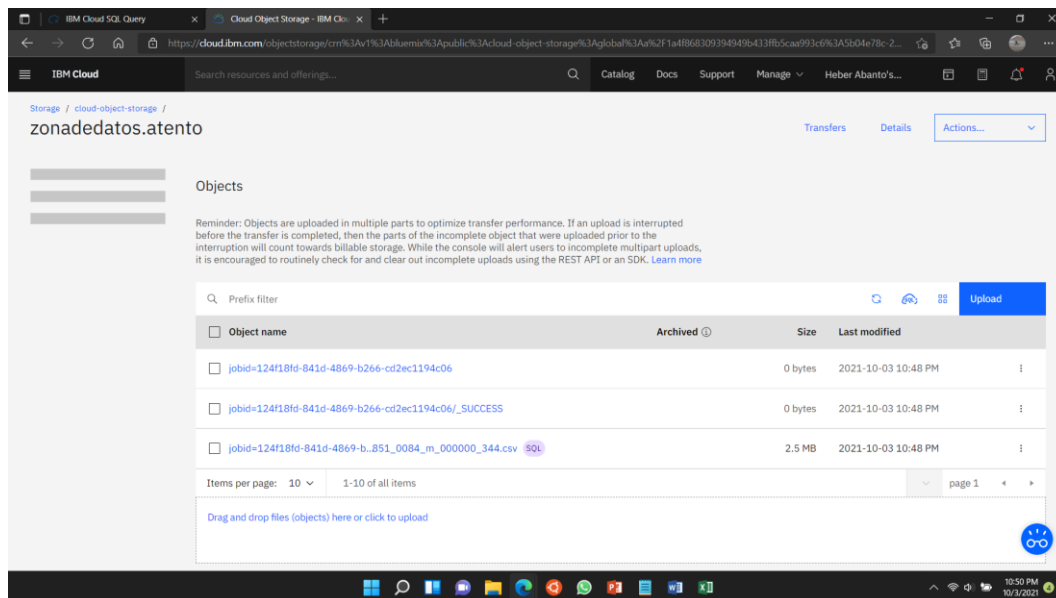 IBM Cloud SQL Query
Cloud Object Storage - IBM Clou
https://cloud.ibm.com/objectstorage/crn%3Av1%3Abluemix%3Apublic%3Acloud-object-storage%3Aglobal%3Aa%2F1a4f868309394949b433ffb5caa993c6%3A5b04e78c-2...
IBM Cloud
Search resources and offerings...
Catalog Docs Support Manage Heber Abanto's...
Storage / cloud-object-storage /
zonadedatos.atento
Transfers Details Actions...
Objects
Reminder: Objects are uploaded in multiple parts to optimize transfer performance. If an upload is interrupted
before the transfer is completed, then the parts of the incomplete object that were uploaded prior to the
interruption will count towards billable storage. While the console will alert users to incomplete multipart uploads,
it is encouraged to routinely check for and clear out incomplete uploads using the REST API or an SDK. Learn more
Prefix filter
SQL
Upload
Object name Archived Size Last modified
jobid=124f18fd-841d-4869-b266-cd2ec1194c06 0 bytes 2021-10-03 10:48 PM
jobid=124f18fd-841d-4869-b266-cd2ec1194c06/_SUCCESS 0 bytes 2021-10-03 10:48 PM
jobid=124f18fd-841d-4869-b..851_0084_m_000000_344.csv SQL 2.5 MB 2021-10-03 10:48 PM
Items per page: 10 1-10 of all items page 1
Drag and drop files (objects) here or click to upload
10:50 PM
10/3/2021